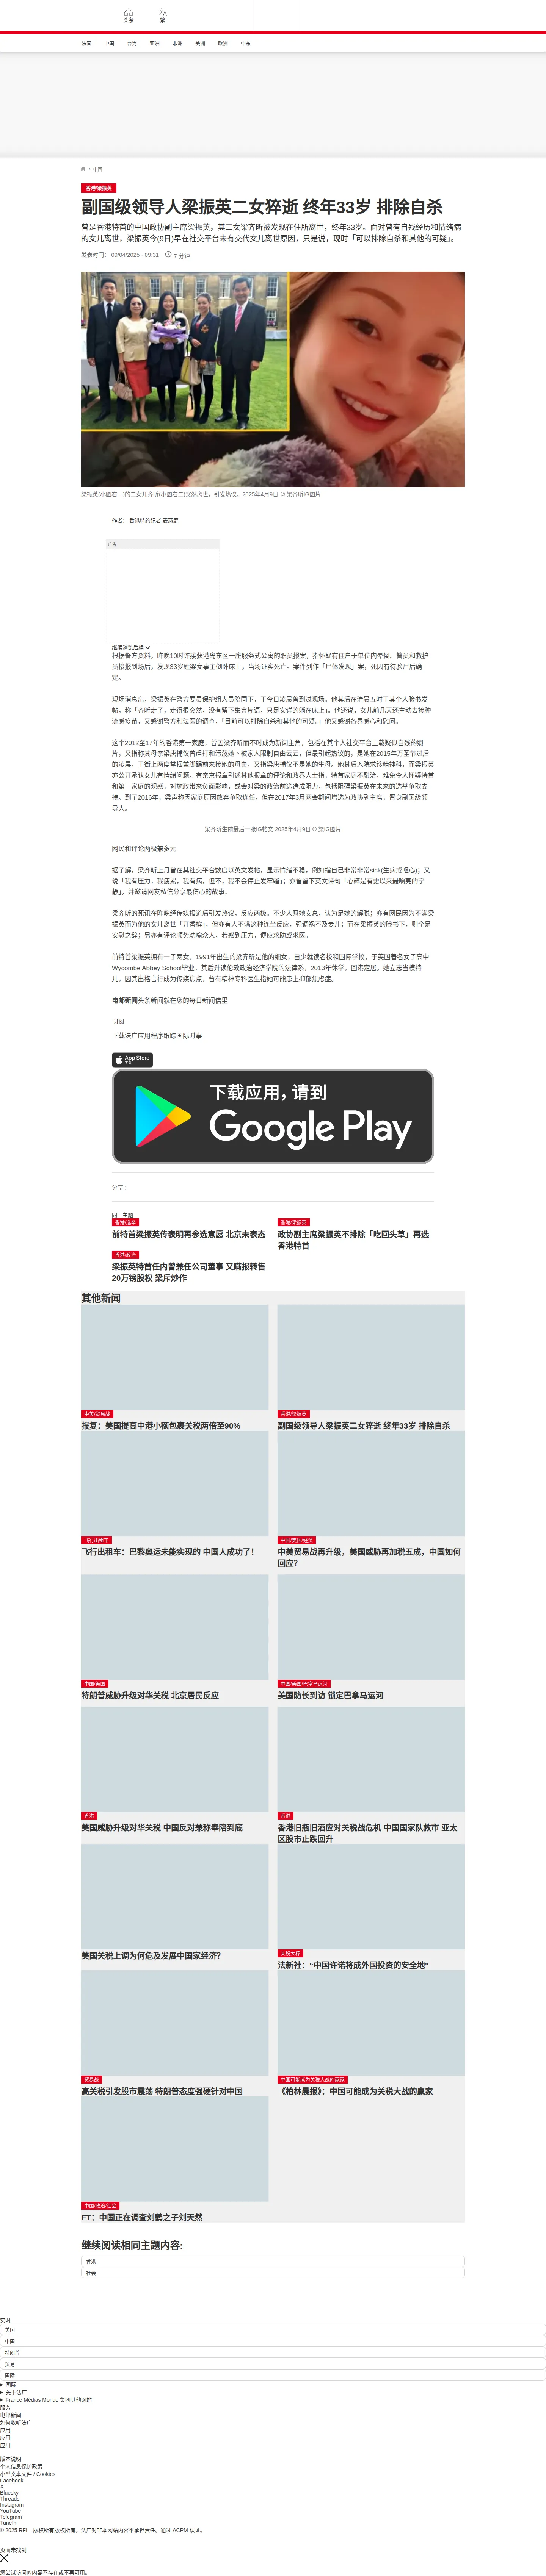 头条
繁
法国
中国
台海
亚洲
非洲
美洲
欧洲
中东
/ 中国
香港/梁振英
副国级领导人梁振英二女猝逝 终年33岁 排除自杀
曾是香港特首的中国政协副主席梁振英，其二女梁齐昕被发现在住所离世，终年33岁。面对曾有自残经历和情绪病
的女儿离世，梁振英今(9日)早在社交平台未有交代女儿离世原因，只是说，现时「可以排除自杀和其他的可疑」。
发表时间： 09/04/2025 - 09:31
7 分钟
梁振英(小图右一)的二女儿齐昕(小图右二)突然离世，引发热议。2025年4月9日 © 梁齐昕IG图片
作者： 香港特约记者 麦燕庭
广告
继续浏览后续
根据警方资料，昨晚10时许接获港岛东区一座服务式公寓的职员报案，指怀疑有住户于单位内晕倒。警员和救护
员接报到场后，发现33岁姓梁女事主倒卧床上，当场证实死亡。案件列作「尸体发现」案，死因有待验尸后确
定。
现场消息帛，梁振英在警方要员保护组人员陪同下，于今日凌晨曾到过现场。他其后在清晨五时于其个人脸书发
帖，称「齐昕走了，走得很突然，没有留下集言片语，只是安详的躺在床上」。他还说，女儿前几天还主动去接种
流感疫苗，又感谢警方和法医的调查，「目前可以排除自杀和其他的可疑。」他又感谢各界感心和慰问。
这个2012至17年的香港第一家庭，曾因梁齐昕而不时成为新闻主角，包括在其个人社交平台上载疑似自残的照
片，又指称其母亲梁唐捕仪曾虐打和污篾她丶被家人限制自由云云，但最引起热议的，是她在2015年万圣节过后
的凌晨，于街上两度掌掴兼脚踢前来接她的母亲，又指梁唐捕仪不是她的生母。她其后入院求诊精神科，而梁振英
亦公开承认女儿有情绪问题。有亲亦报章引述其他报章的评论和政界人士指，特首家庭不融洽，难免令人怀疑特首
和第一家庭的观感，对施政带来负面影响，或会对梁的政治前途造成阻力，包括阻碍梁振英在未来的选举争取支
持。到了2016年，梁声称因家庭原因放弃争取连任，但在2017年3月两会期间增选为政协副主席，晋身副国级领
导人。
梁齐昕生前最后一张IG帖文 2025年4月9日 © 梁IG图片
网民和评论两极兼多元
据了解，梁齐昕上月曾在其社交平台数度以英文发帖，显示情绪不稳，例如指自己非常非常sick(生病或呕心)；又
说「我有压力，我疲累，我有病，但不，我不会停止发牢骚」；亦曾留下英文诗句「心碎是有史以来最响亮的宁
静」，并邀请网友私信分享最伤心的故事。
梁齐昕的死讯在昨晚经传媒报道后引发热议，反应两极。不少人愿她安息，认为是她的解脱；亦有网民因为不满梁
振英而为他的女儿离世「开香槟」，但亦有人不满这种连坐反应，强调祸不及妻儿；而在梁振英的脸书下，则全是
安慰之辞；另亦有评论顺势劝喻众人，若感到压力，便应求助或求医。
前特首梁振英拥有一子两女，1991年出生的梁齐昕是他的细女，自少就读名校和国际学校，于英国着名女子高中
Wycombe Abbey School毕业，其后升读伦敦政治经济学院的法律系，2013年休学，回港定居。她立志当模特
儿，因其出格言行成为传媒焦点，曾有精神专科医生指她可能患上抑郁焦虑症。
电邮新闻头条新闻就在您的每日新闻信里
订阅
下载法广应用程序跟踪国际时事
App Store
下载应用，请到
Google Play
分享 :
同一主题
香港/选举
前特首梁振英传表明再参选意愿 北京未表态
香港/梁振英
政协副主席梁振英不排除「吃回头草」再选
香港特首
香港/政治
梁振英特首任内曾兼任公司董事 又瞒报转售
20万镑股权 梁斥炒作
其他新闻
中美/贸易战
报复：美国提高中港小额包裹关税两倍至90%
香港/梁振英
副国级领导人梁振英二女猝逝 终年33岁 排除自杀
飞行出租车
飞行出租车：巴黎奥运未能实现的 中国人成功了！
中国/美国/经贸
中美贸易战再升级，美国威胁再加税五成，中国如何
回应？
中国/美国
特朗普威胁升级对华关税 北京居民反应
中国/美国/巴拿马运河
美国防长到访 锁定巴拿马运河
香港
美国威胁升级对华关税 中国反对兼称奉陪到底
香港
香港旧瓶旧酒应对关税战危机 中国国家队救市 亚太
区股市止跌回升
美国关税上调为何危及发展中国家经济？
关税大棒
法新社：“中国许诺将成外国投资的安全地”
贸易战
高关税引发股市震荡 特朗普态度强硬针对中国
中国可能成为关税大战的赢家
《柏林晨报》：中国可能成为关税大战的赢家
中国/政治/社会
FT：中国正在调查刘鹤之子刘天然
继续阅读相同主题内容:
香港
社会
实时
美国
中国
特朗普
贸易
国际
国际
关于法广
France Médias Monde 集团其他网站
服务
电邮新闻
如何收听法广
应用
应用
应用
版本说明
个人信息保护政策
小型文本文件 / Cookies
Facebook
X
Bluesky
Threads
Instagram
YouTube
Telegram
TuneIn
© 2025 RFI – 版权所有版权所有。法广对非本网站内容不承担责任。通过 ACPM 认证。
页面未找到
您尝试访问的内容不存在或不再可用。